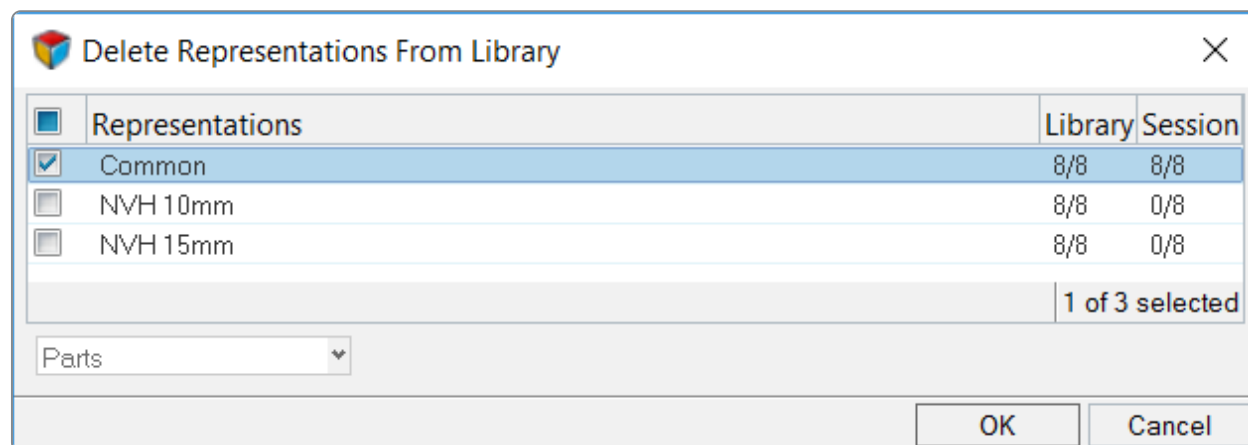 Delete Representations From Library
Representations Library Session
Common 8/8 8/8
NVH 10mm 8/8 0/8
NVH 15mm 8/8 0/8
1 of 3 selected
Parts
OK Cancel